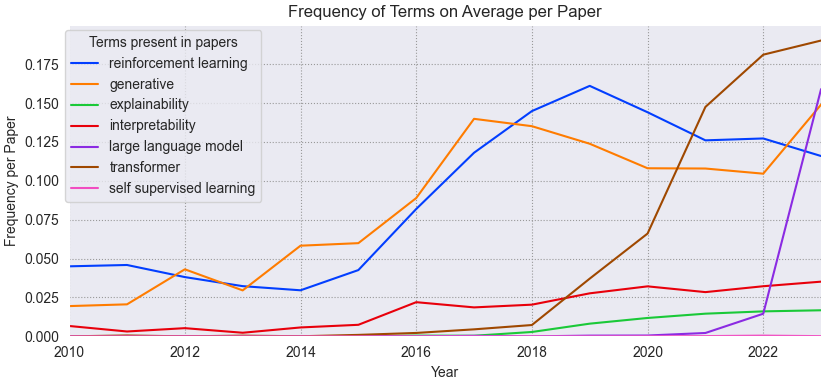 Frequency of Terms on Average per Paper
Terms present in papers
reinforcement learning
generative
explainability
interpretability
large language model
transformer
self supervised learning
Frequency per Paper
0.175
0.150
0.125
0.100
0.075
0.050
0.025
0.000
2010
2012
2014
2016
2018
2020
2022
Year